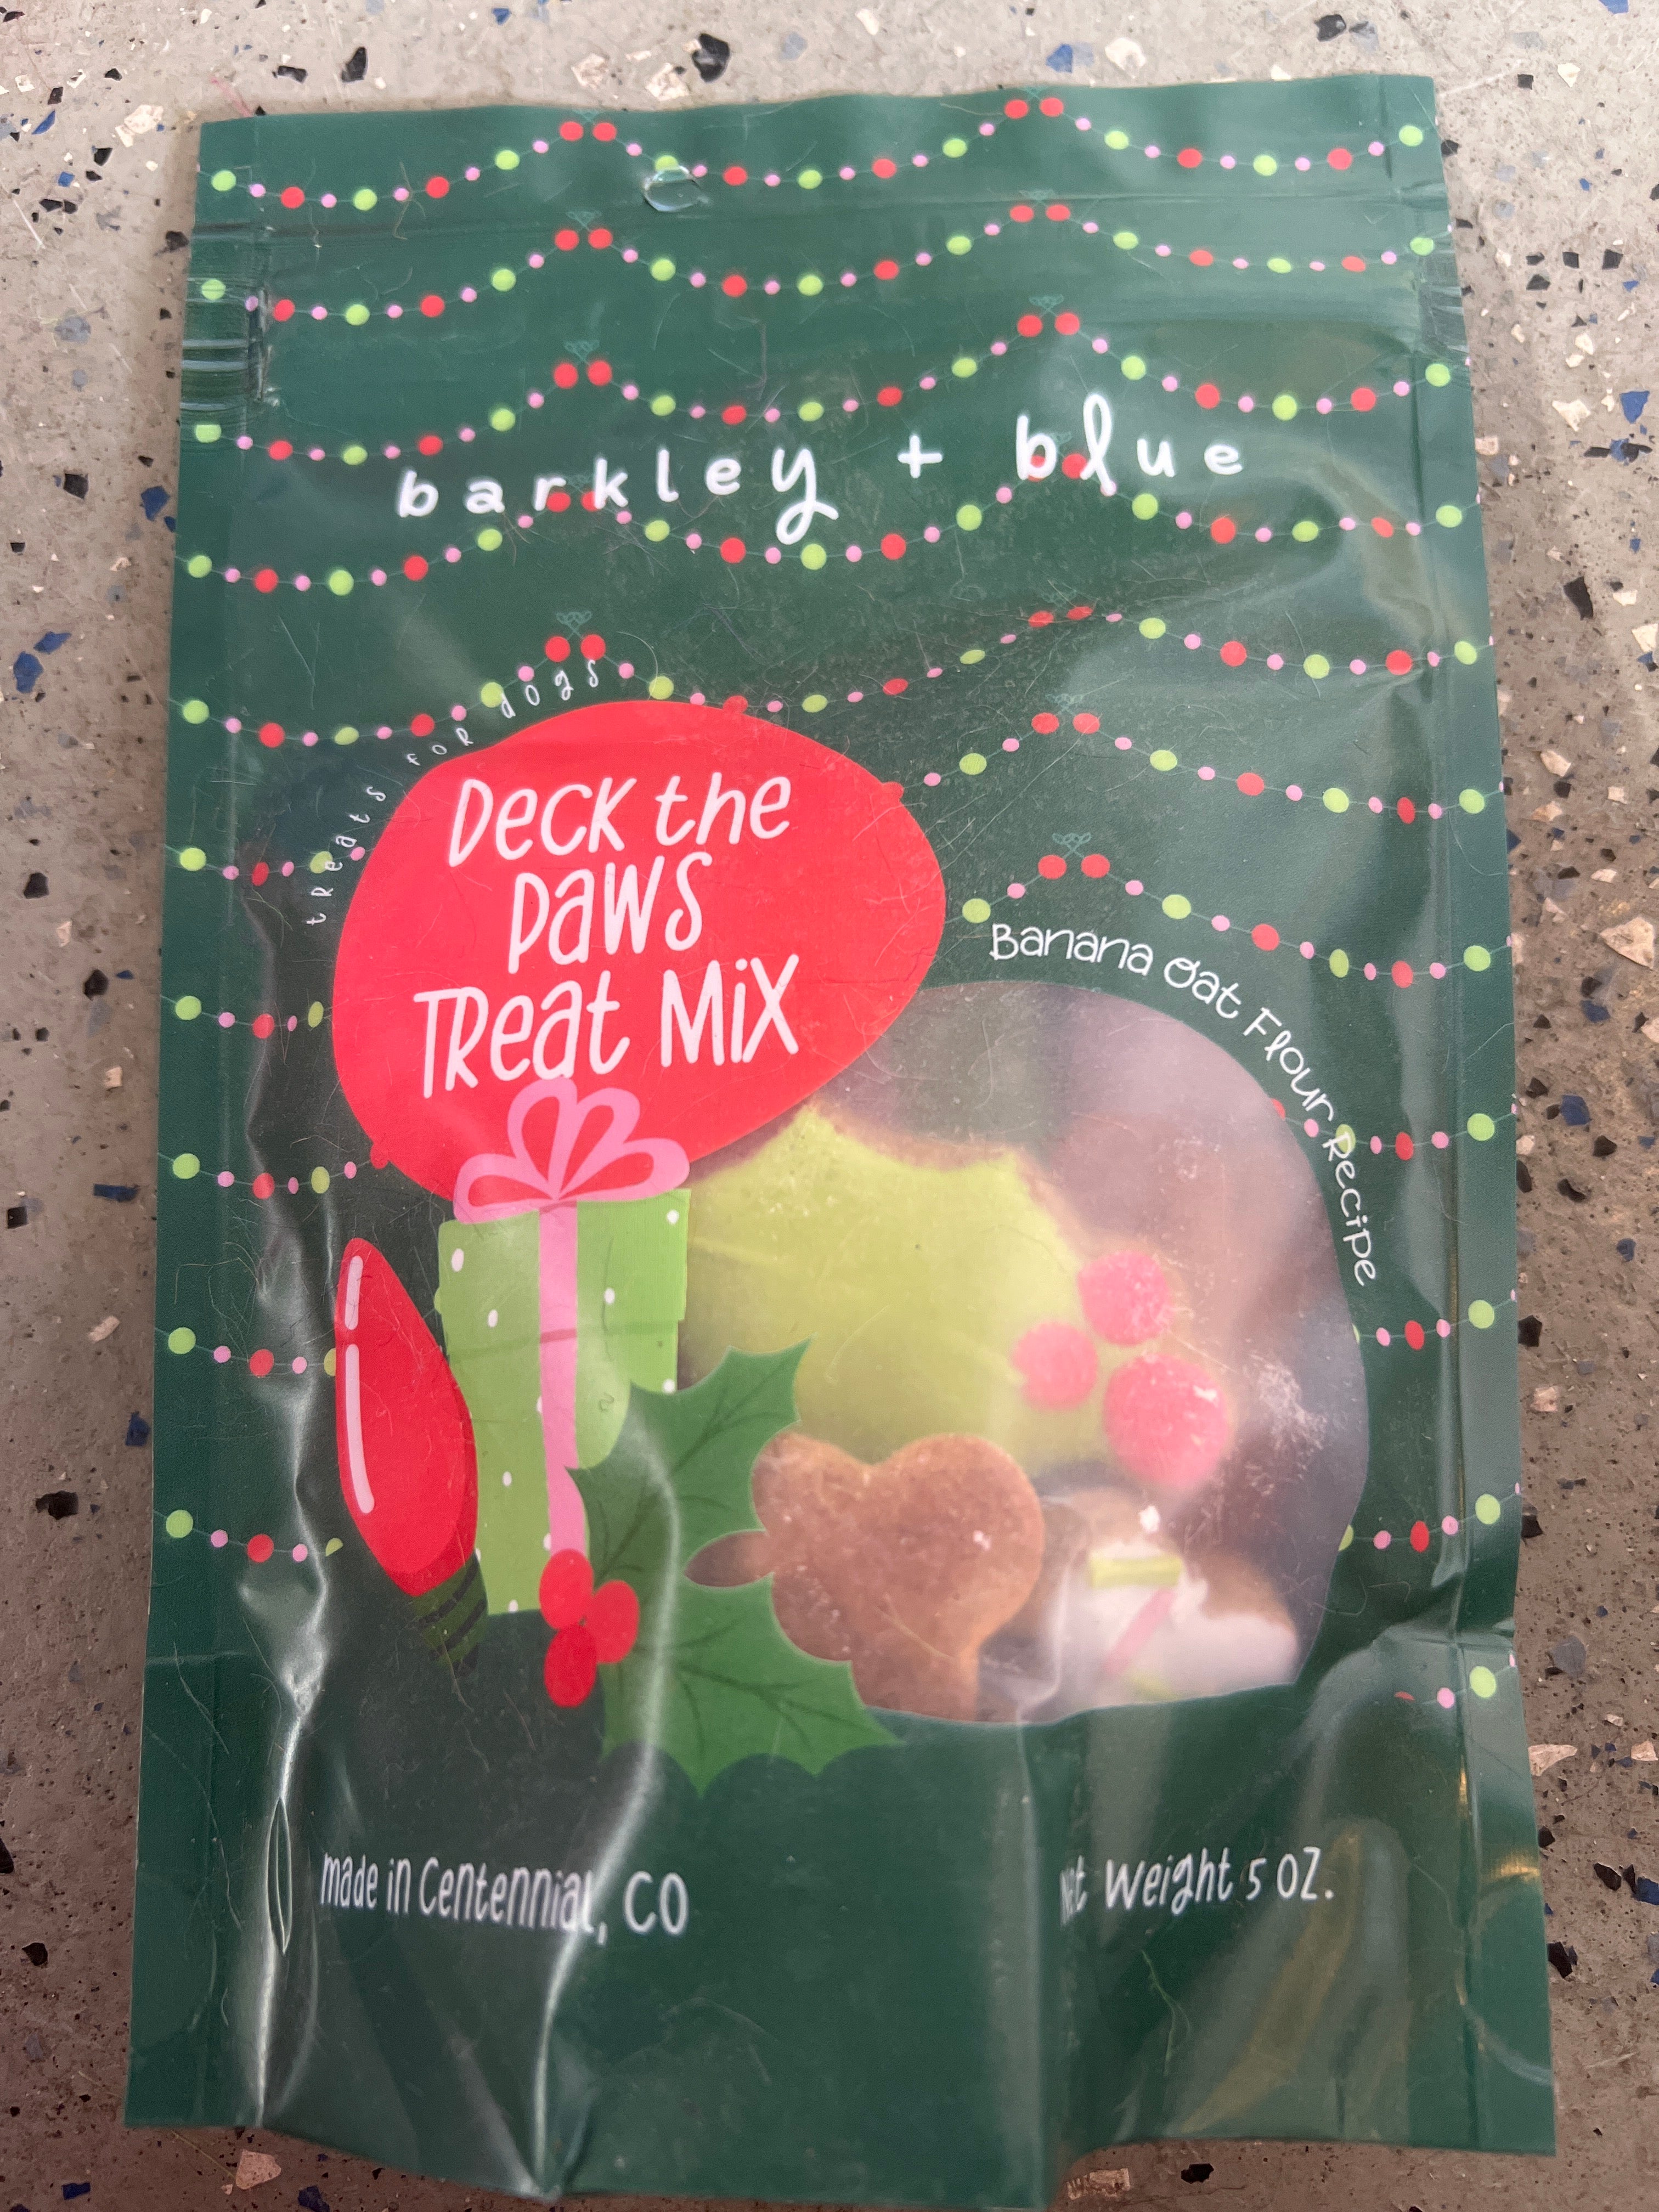 barkley + blue
treats for dogs
Deck the
paws
Treat Mix
Banana Oat Flour Recipe
made in Centennial, CO
Net Weight 5 oz.